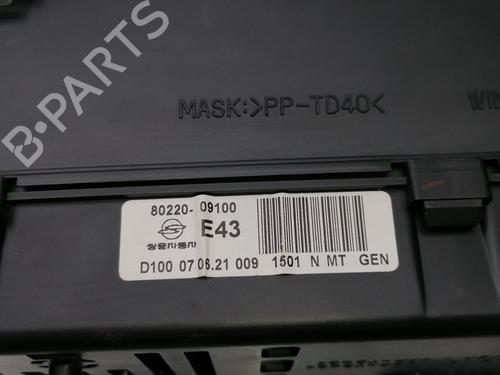 B-PARTS
MASK:>PP-TD40<
WIN
80220- 09100
E43
쌍용자동차
D100 07 06.21 009 1501 N MT GEN